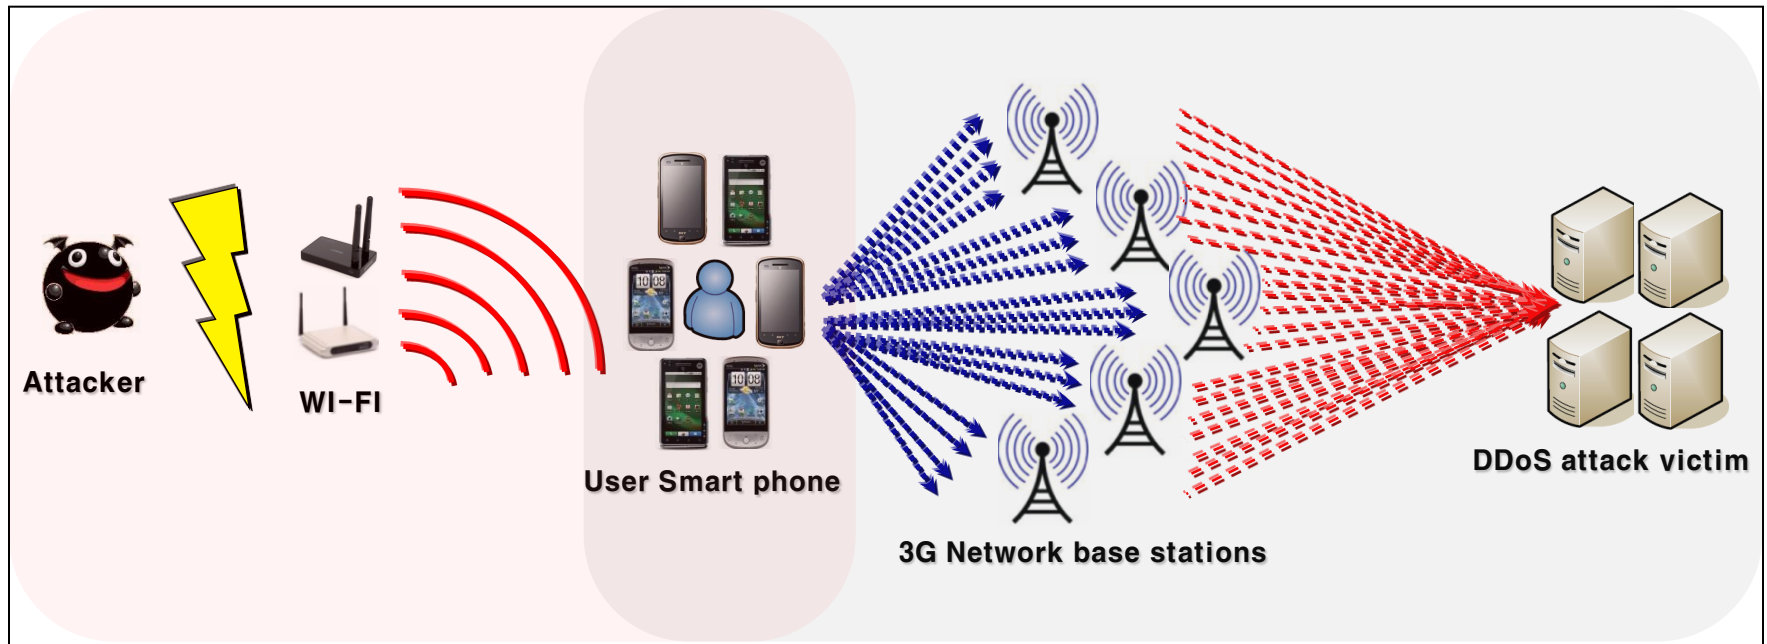 Attacker
WI-FI
User Smart phone
3G Network base stations
DDoS attack victim